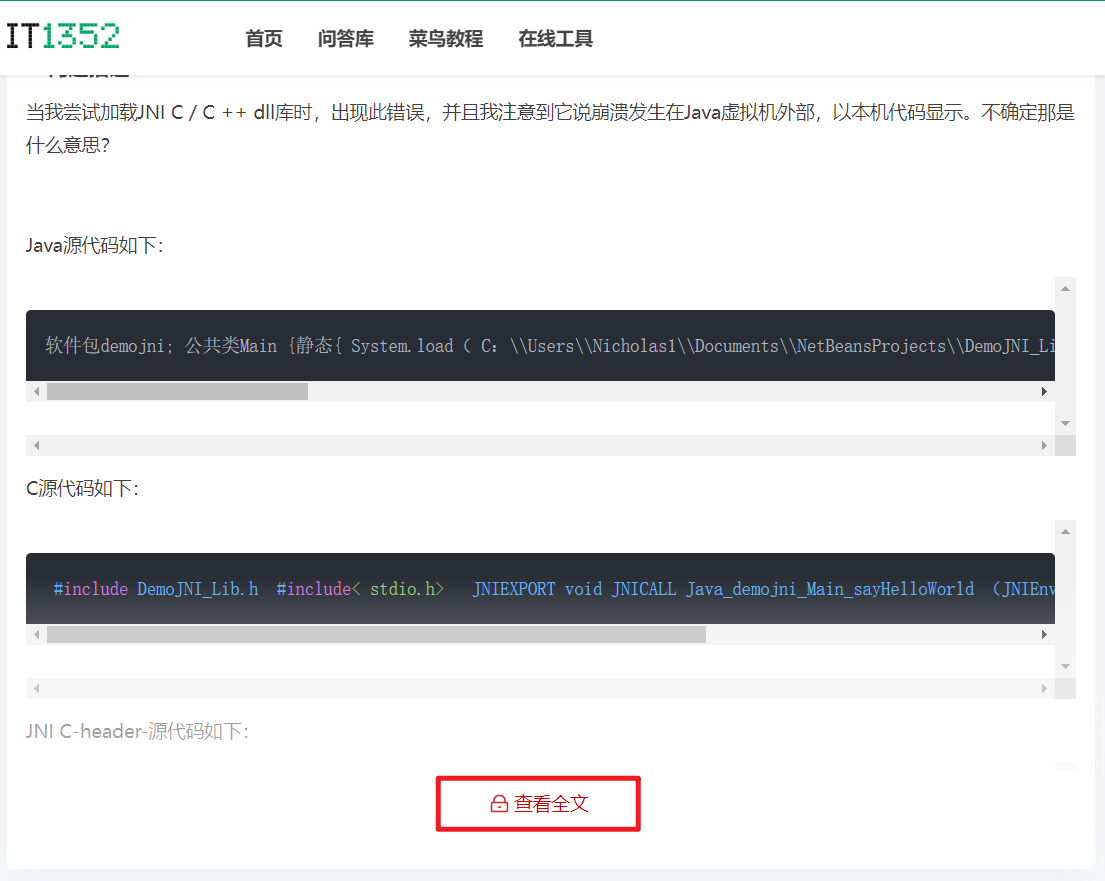 IT1352
首页 问答库 菜鸟教程 在线工具
当我尝试加载JNI C / C ++ dll库时，出现此错误，并且我注意到它说崩溃发生在Java虚拟机外部，以本机代码显示。不确定那是
什么意思？
Java源代码如下：
软件包demojni; 公共类Main {静态{ System.load（ C：\\Users\\Nicholas1\\Documents\\NetBeansProjects\\DemoJNI_Li
C源代码如下：
#include DemoJNI_Lib.h #include< stdio.h> JNIEXPORT void JNICALL Java_demojni_Main_sayHelloWorld （JNIEnv
JNI C-header-源代码如下：
查看全文